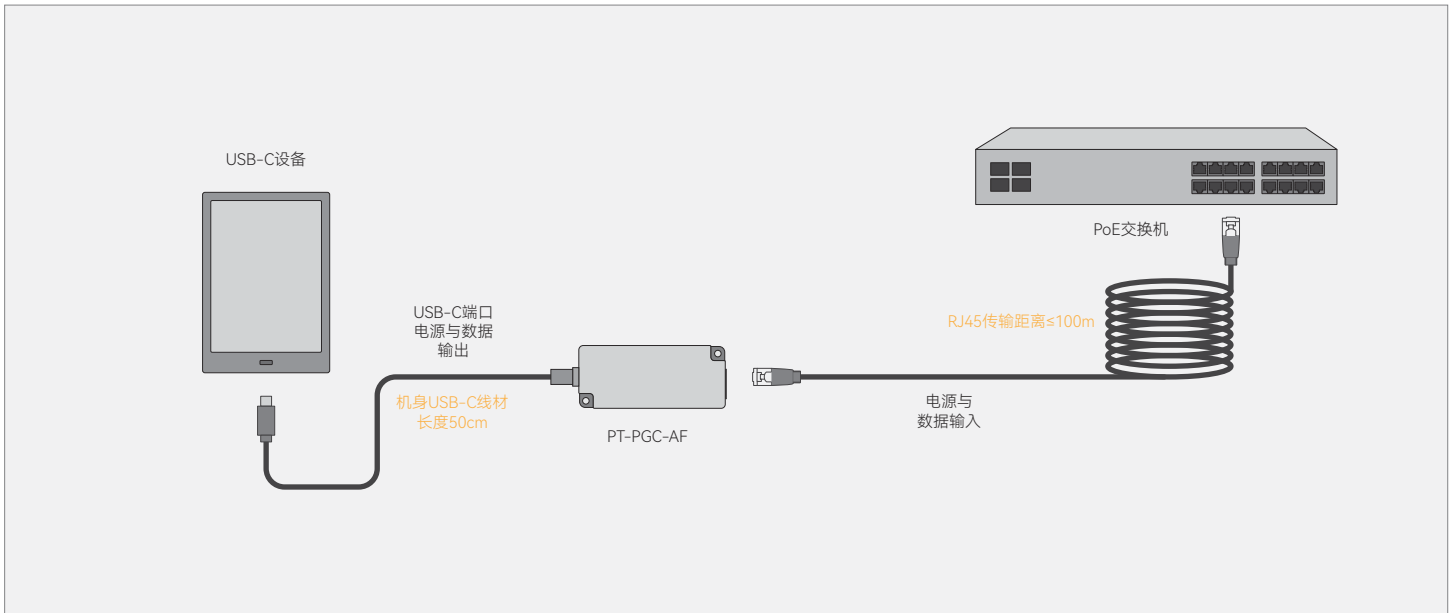 USB-C设备
PoE交换机
USB-C端口
电源与数据
输出
RJ45传输距离≤100m
机身USB-C线材
长度50cm
电源与
数据输入
PT-PGC-AF